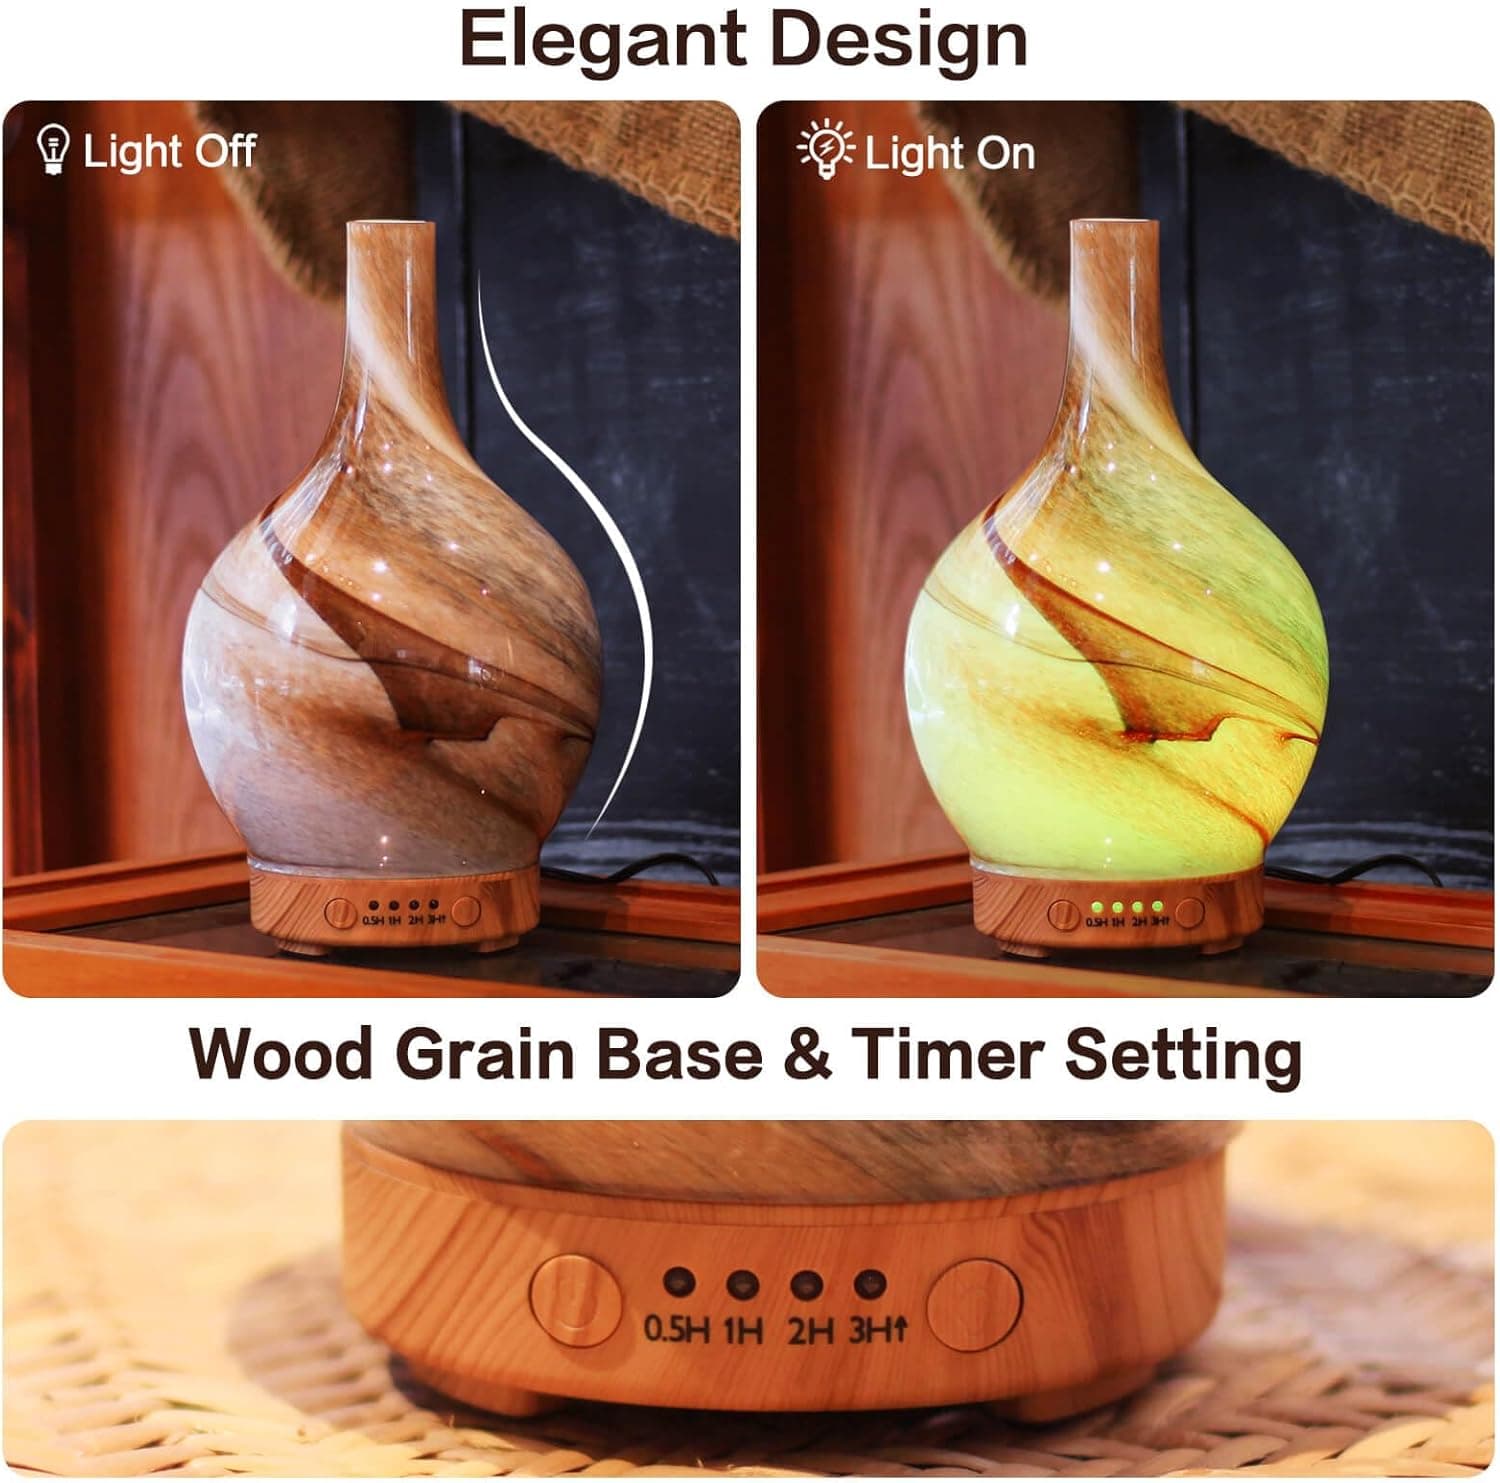 Elegant Design
Light Off
Light On
0.5H 1H 2H 3H↑
0.5H 1H 2H 3H↑
Wood Grain Base & Timer Setting
0.5H 1H 2H 3H↑